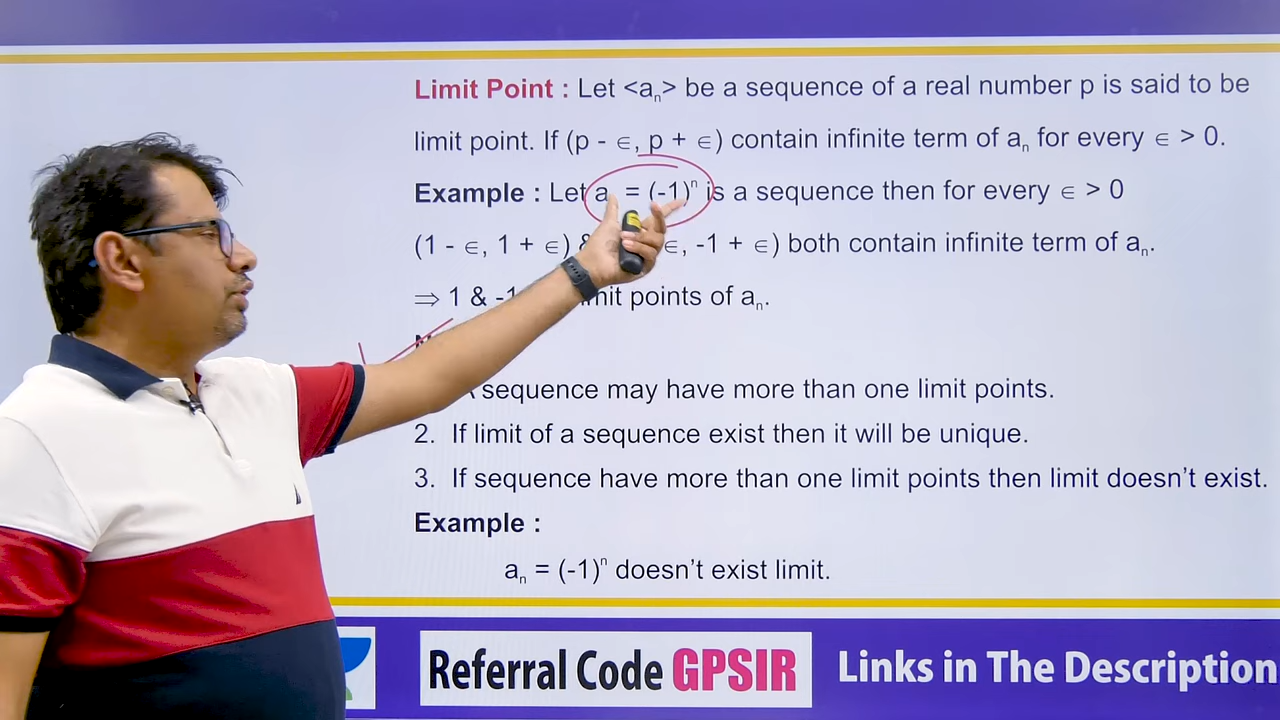 Limit Point : Let <aₙ> be a sequence of a real number p is said to be
limit point. If (p - ∈, p + ∈) contain infinite term of aₙ for every ∈ > 0.
Example : Let a = (-1)ⁿ is a sequence then for every ∈ > 0
(1 - ∈, 1 + ∈) ∈, -1 + ∈) both contain infinite term of aₙ.
⇒ 1 & -1 limit points of aₙ.
sequence may have more than one limit points.
2. If limit of a sequence exist then it will be unique.
3. If sequence have more than one limit points then limit doesn't exist.
Example :
aₙ = (-1)ⁿ doesn't exist limit.
Referral Code GPSIR Links in The Description